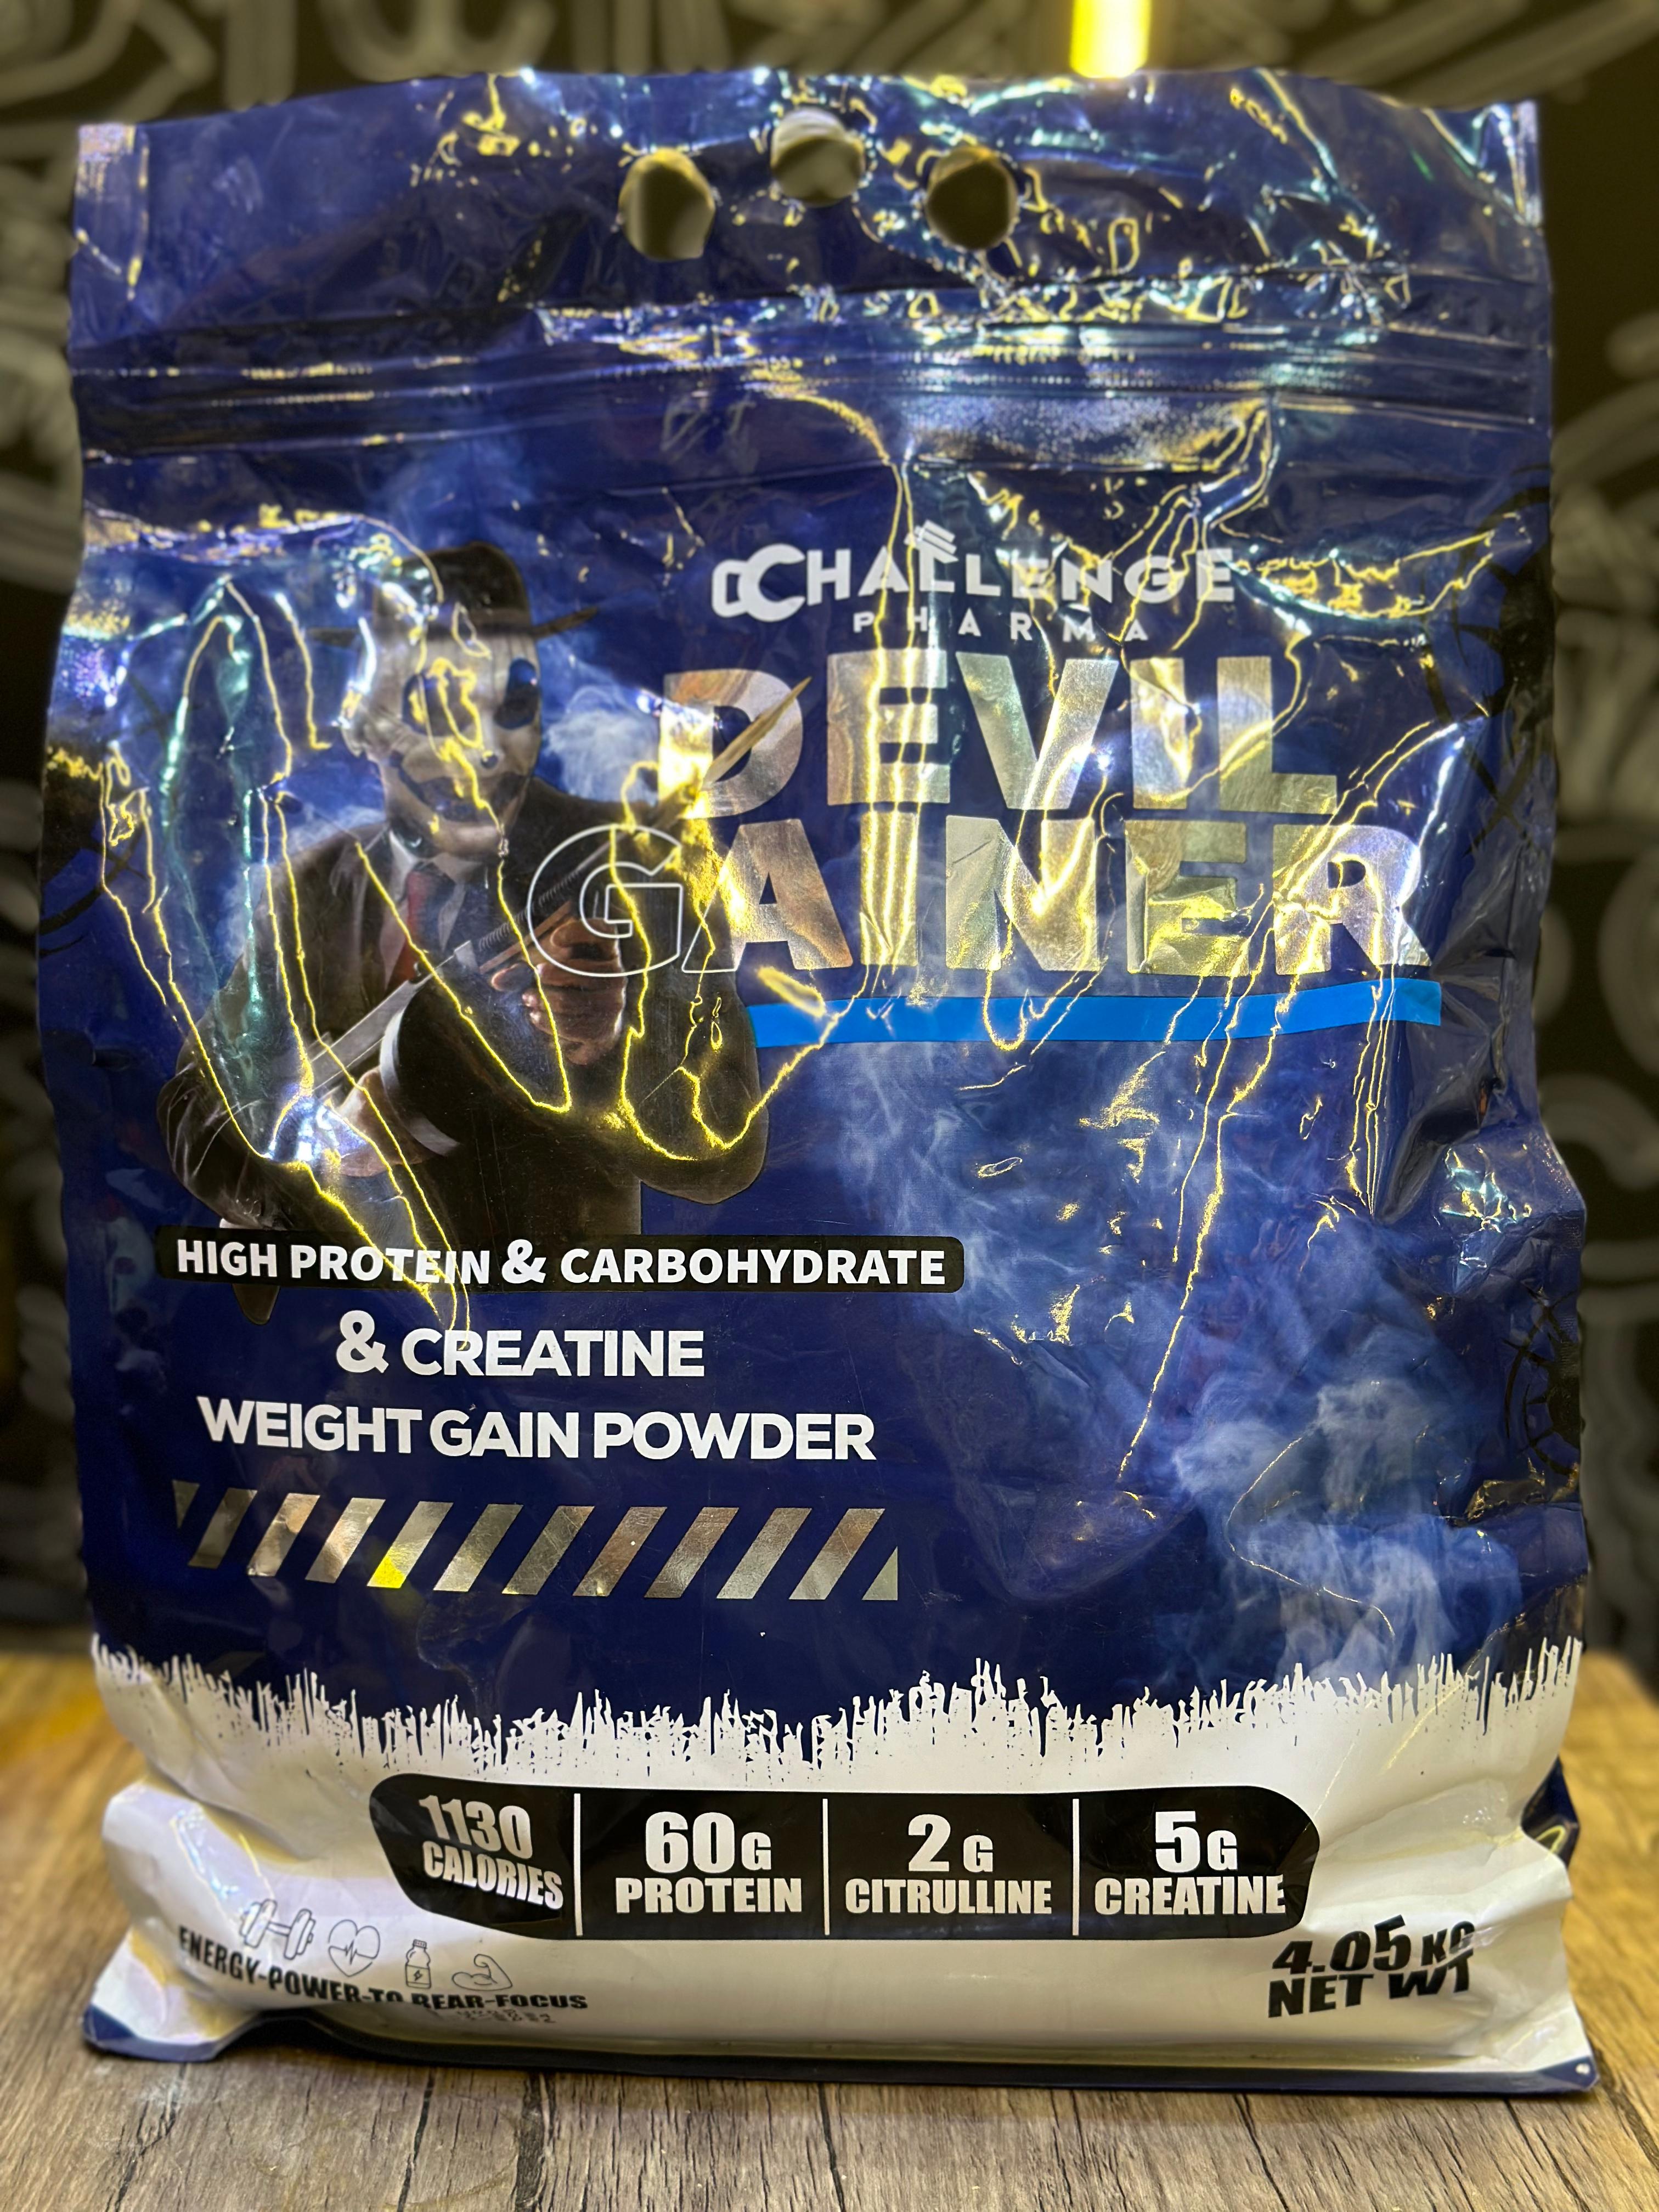 CHALLENGE
PHARMA
DEVIL
GAINER
HIGH PROTEIN & CARBOHYDRATE
& CREATINE
WEIGHT GAIN POWDER
1130 CALORIES
60G PROTEIN
2G CITRULLINE
5G CREATINE
ENERGY-POWER-TO BEAR-FOCUS
4.05 KG
NET WT